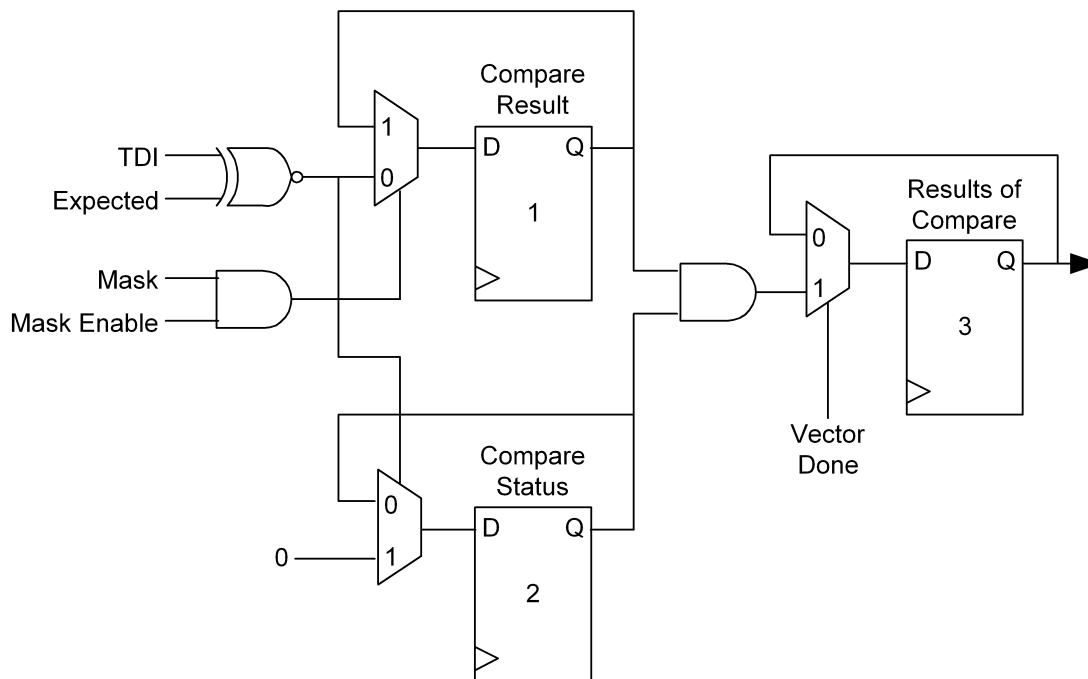 Compare
Result
1
D
Q
TDI
0
Expected
1
Mask
Mask Enable
Results of
Compare
0
D
Q
1
3
Vector
Done
Compare
Status
0
D
Q
0
1
2